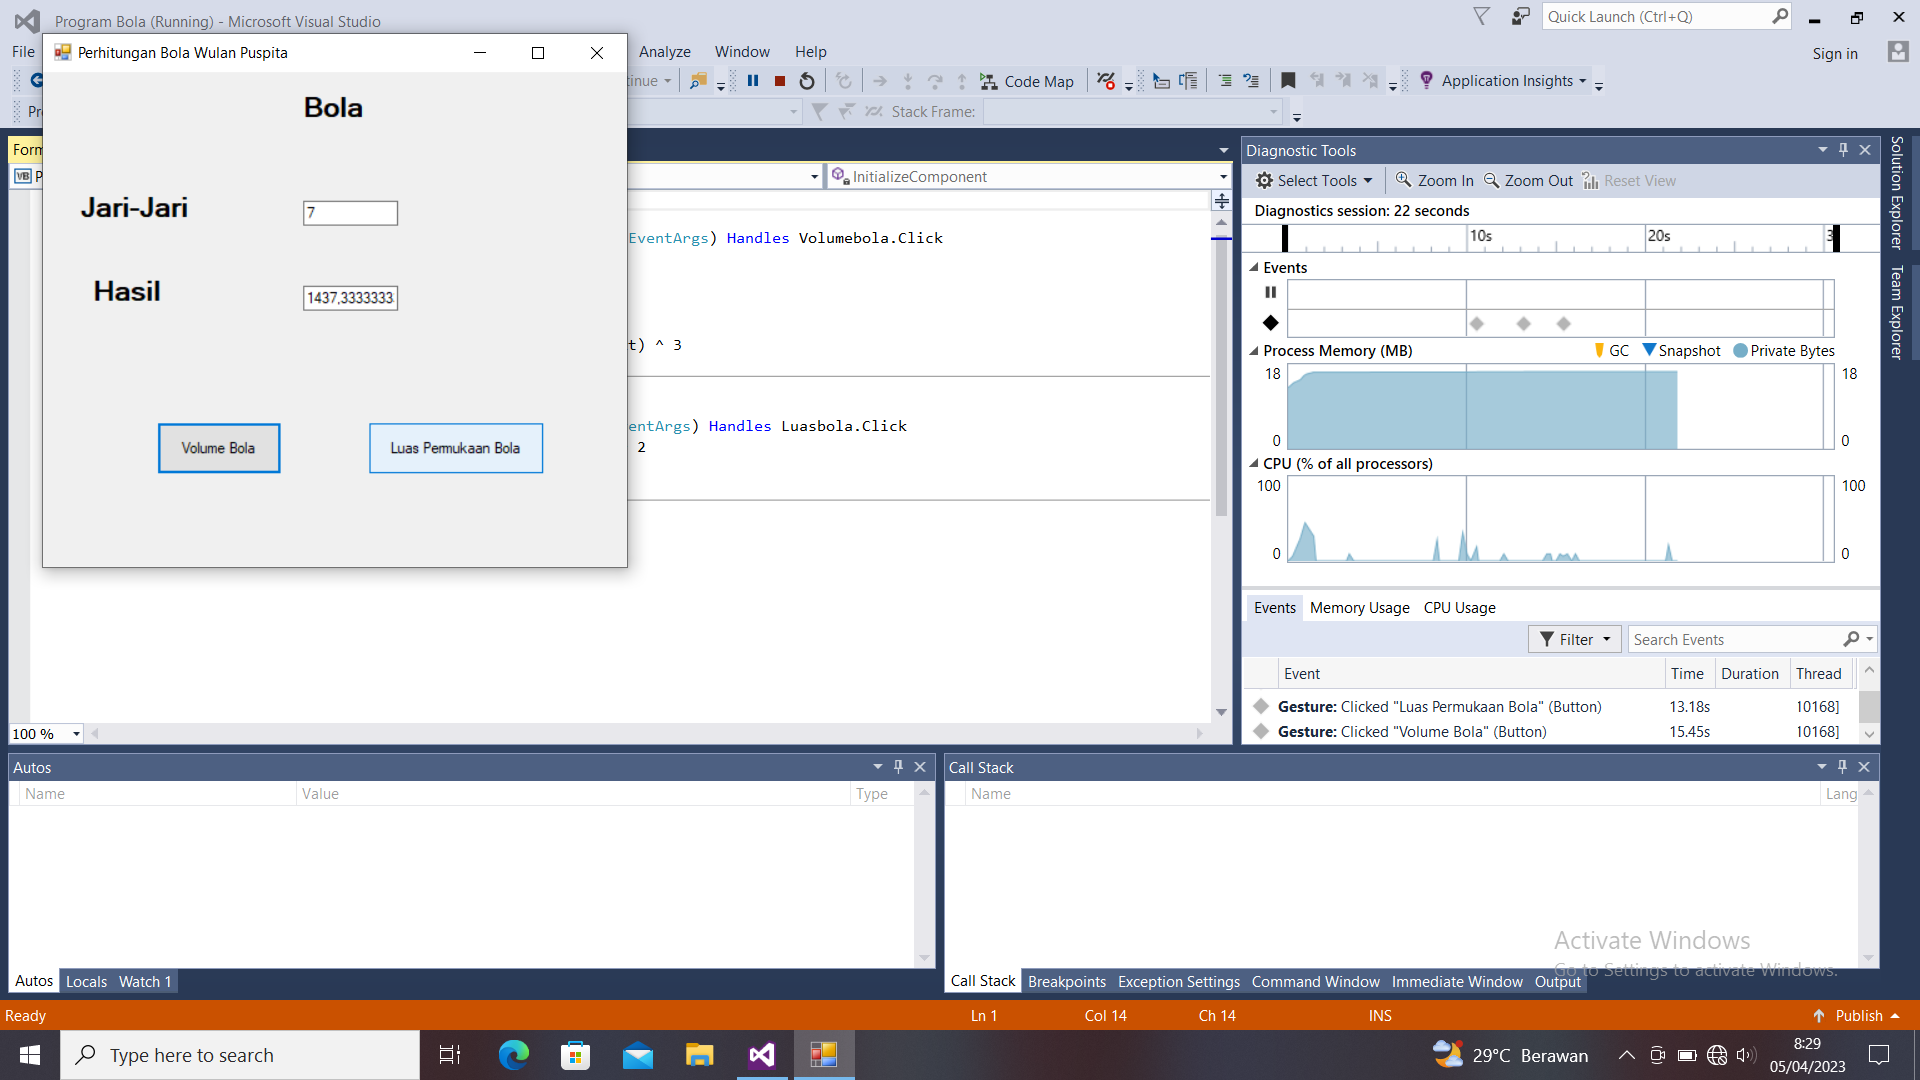 Program Bola (Running) - Microsoft Visual Studio
Quick Launch (Ctrl+Q)
File
Analyze Window Help
Sign in
Perhitungan Bola Wulan Puspita
Bola
Jari-Jari
7
Hasil
1437,3333333
Volume Bola
Luas Permukaan Bola
Code Map
Application Insights
Stack Frame:
InitializeComponent
EventArgs) Handles Volumebola.Click
t) ^ 3
entArgs) Handles Luasbola.Click
2
100 %
Diagnostic Tools
Select Tools Zoom In Zoom Out Reset View
Diagnostics session: 22 seconds
10s 20s 3
Events
Process Memory (MB) GC Snapshot Private Bytes
18 18
0 0
CPU (% of all processors)
100 100
0 0
Events Memory Usage CPU Usage
Filter Search Events
Event Time Duration Thread
Gesture: Clicked "Luas Permukaan Bola" (Button) 13.18s 10168]
Gesture: Clicked "Volume Bola" (Button) 15.45s 10168]
Solution Explorer
Team Explorer
Autos
Name Value Type
Autos Locals Watch 1
Call Stack
Name Lang
Activate Windows
Go to Settings to activate Windows.
Call Stack Breakpoints Exception Settings Command Window Immediate Window Output
Ready Ln 1 Col 14 Ch 14 INS Publish
Type here to search
29°C Berawan
8:29
05/04/2023